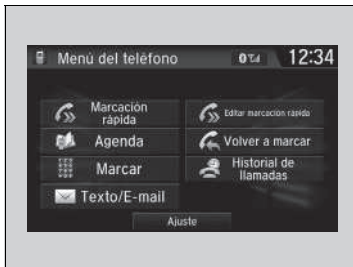 Menú del teléfono
12:34
Marcación
rápida
Editar marcación rápida
Agenda
Volver a marcar
Marcar
Historial de
llamadas
Texto/E-mail
Ajuste